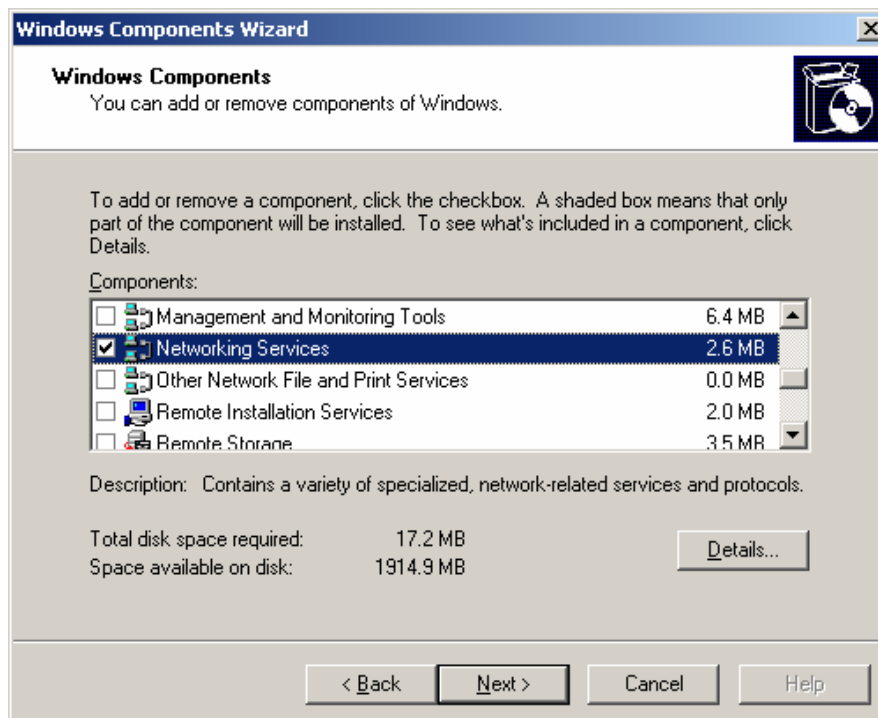 Windows Components Wizard
Windows Components
You can add or remove components of Windows.
To add or remove a component, click the checkbox. A shaded box means that only
part of the component will be installed. To see what's included in a component, click
Details.
Components:
Management and Monitoring Tools 6.4 MB
Networking Services 2.6 MB
Other Network File and Print Services 0.0 MB
Remote Installation Services 2.0 MB
Remote Storage 3.5 MB
Description: Contains a variety of specialized, network-related services and protocols.
Total disk space required: 17.2 MB
Space available on disk: 1914.9 MB
Details...
< Back Next > Cancel Help